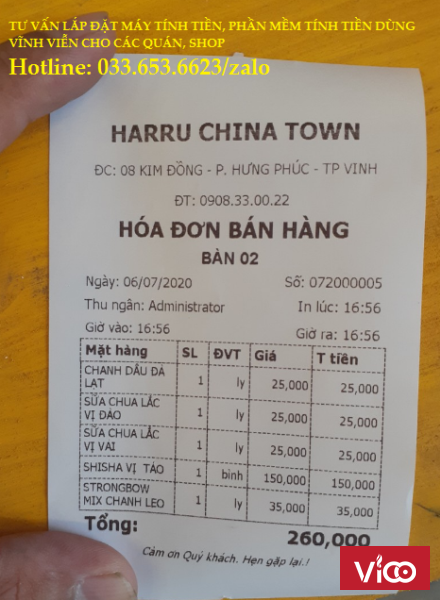 TƯ VẤN LẮP ĐẶT MÁY TÍNH TIỀN, PHẦN MỀM TÍNH TIỀN DÙNG
VĨNH VIỄN CHO CÁC QUÁN, SHOP
Hotline: 033.653.6623/zalo
HARRU CHINA TOWN
ĐC: 08 KIM ĐỒNG - P. HƯNG PHÚC - TP VINH
ĐT: 0908.33.00.22
HÓA ĐƠN BÁN HÀNG
BÀN 02
Ngày: 06/07/2020 Số: 072000005
Thu ngân: Administrator In lúc: 16:56
Giờ vào: 16:56 Giờ ra: 16:56
Mặt hàng SL ĐVT Giá T tiền
CHANH DẦU ĐÀ
LẠT 1 ly 25,000 25,000
SỮA CHUA LẮC
VỊ ĐÀO 1 ly 25,000 25,000
SỮA CHUA LẮC
VỊ VẢI 1 ly 25,000 25,000
SHISHA VỊ TÁO 1 bình 150,000 150,000
STRONGBOW
MIX CHANH LEO 1 ly 35,000 35,000
Tổng: 260,000
Cảm ơn Quý khách. Hẹn gặp lại.!
ViCO